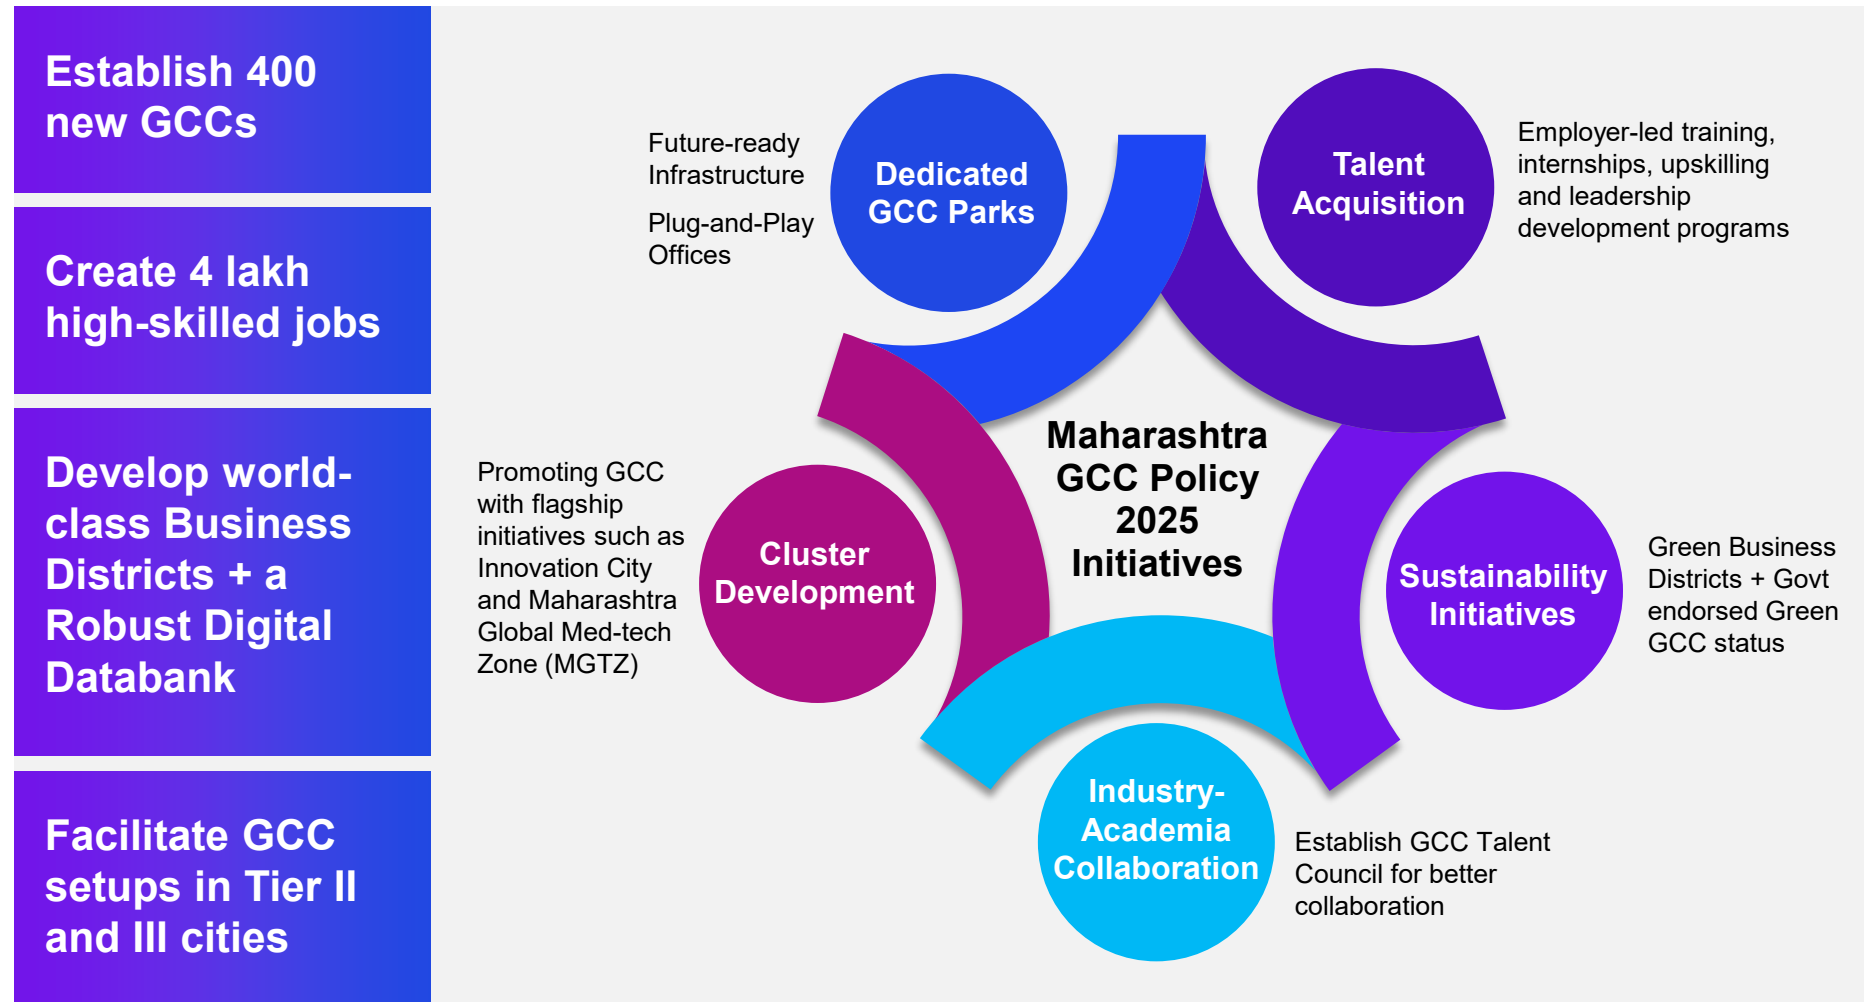 Establish 400
new GCCs
Create 4 lakh
high-skilled jobs
Develop world-
class Business
Districts + a
Robust Digital
Databank
Facilitate GCC
setups in Tier II
and III cities
Future-ready
Infrastructure
Plug-and-Play
Offices
Dedicated
GCC Parks
Talent
Acquisition
Employer-led training,
internships, upskilling
and leadership
development programs
Maharashtra
GCC Policy
2025
Initiatives
Promoting GCC
with flagship
initiatives such as
Innovation City
and Maharashtra
Global Med-tech
Zone (MGTZ)
Cluster
Development
Sustainability
Initiatives
Green Business
Districts + Govt
endorsed Green
GCC status
Industry-
Academia
Collaboration
Establish GCC Talent
Council for better
collaboration